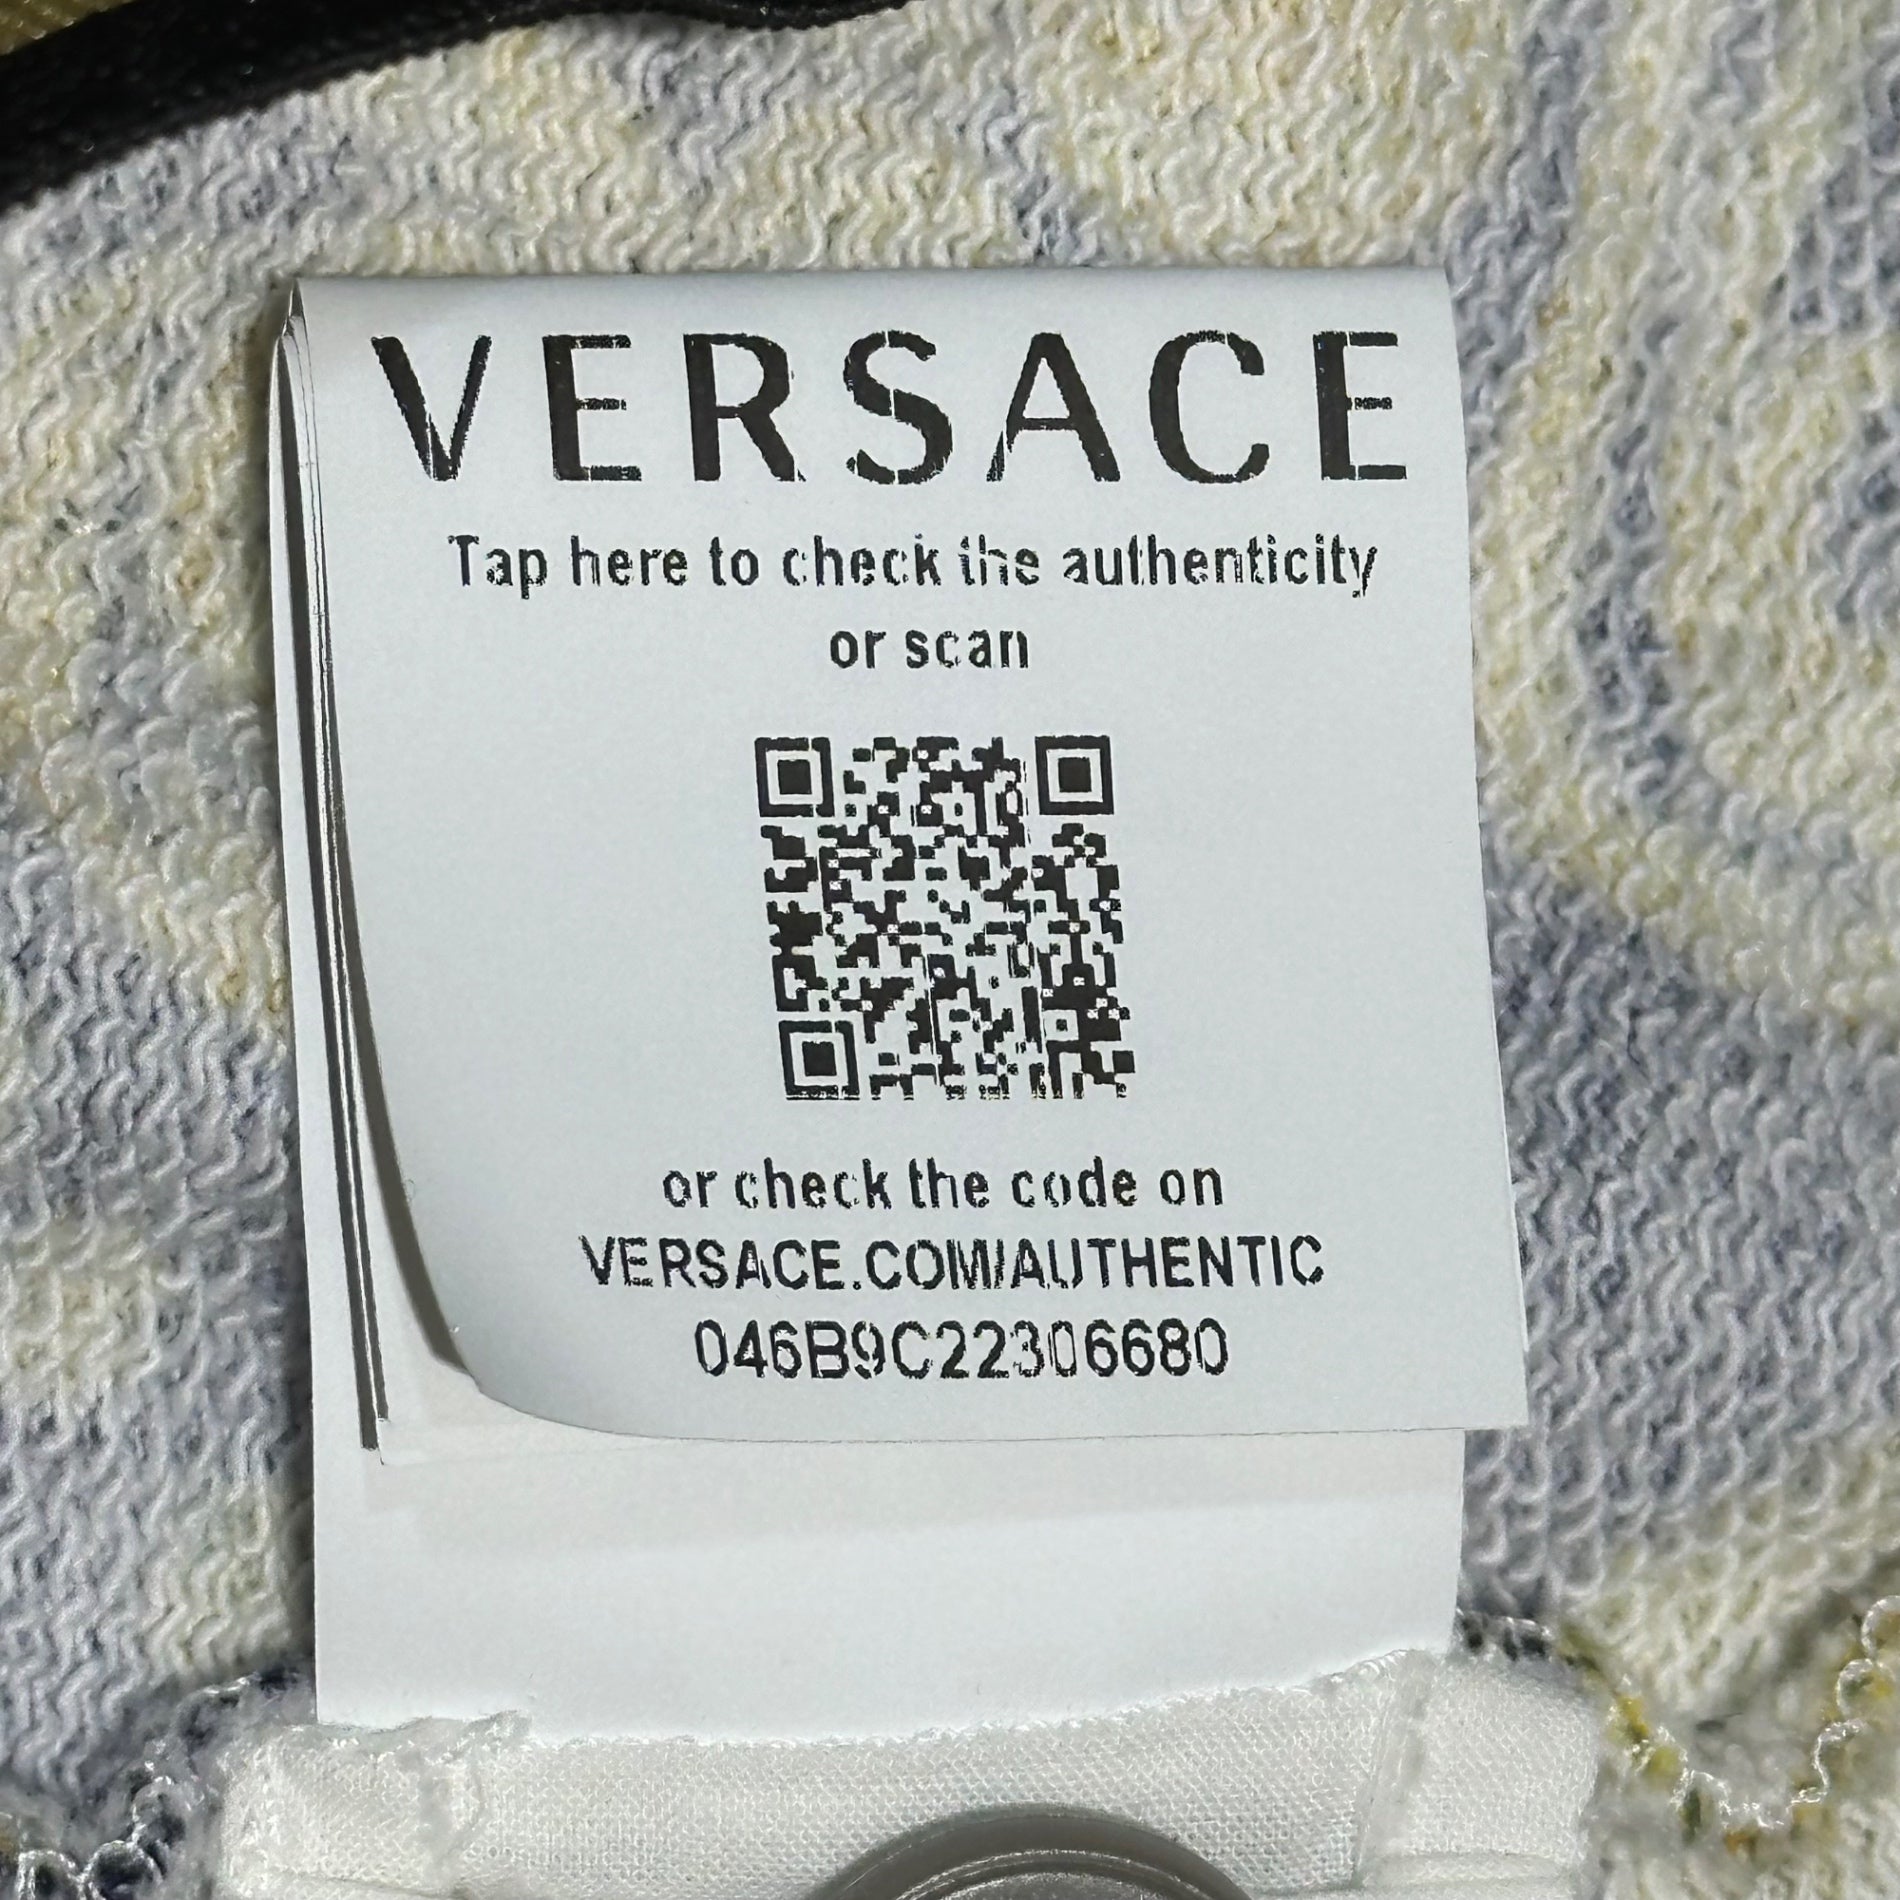 VERSACE
Tap here to check the authenticity
or scan
or check the code on
VERSACE.COM/AUTHENTIC
046B9C22306680